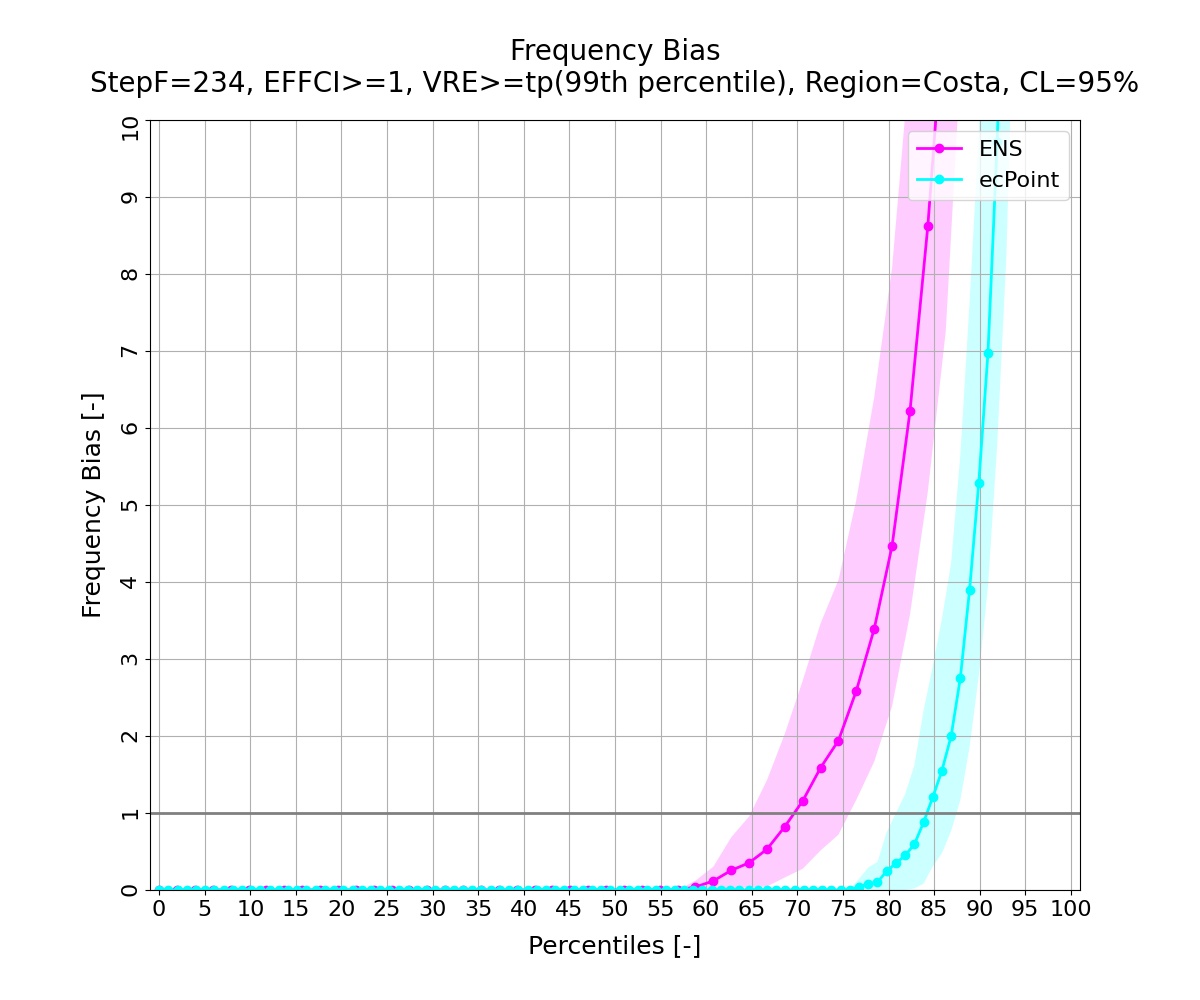 Frequency Bias
StepF=234, EFFCI>=1, VRE>=tp(99th percentile), Region=Costa, CL=95%
ENS
ecPoint
Frequency Bias [-]
10
9
8
7
6
5
4
3
2
1
0
0 5 10 15 20 25 30 35 40 45 50 55 60 65 70 75 80 85 90 95 100
Percentiles [-]